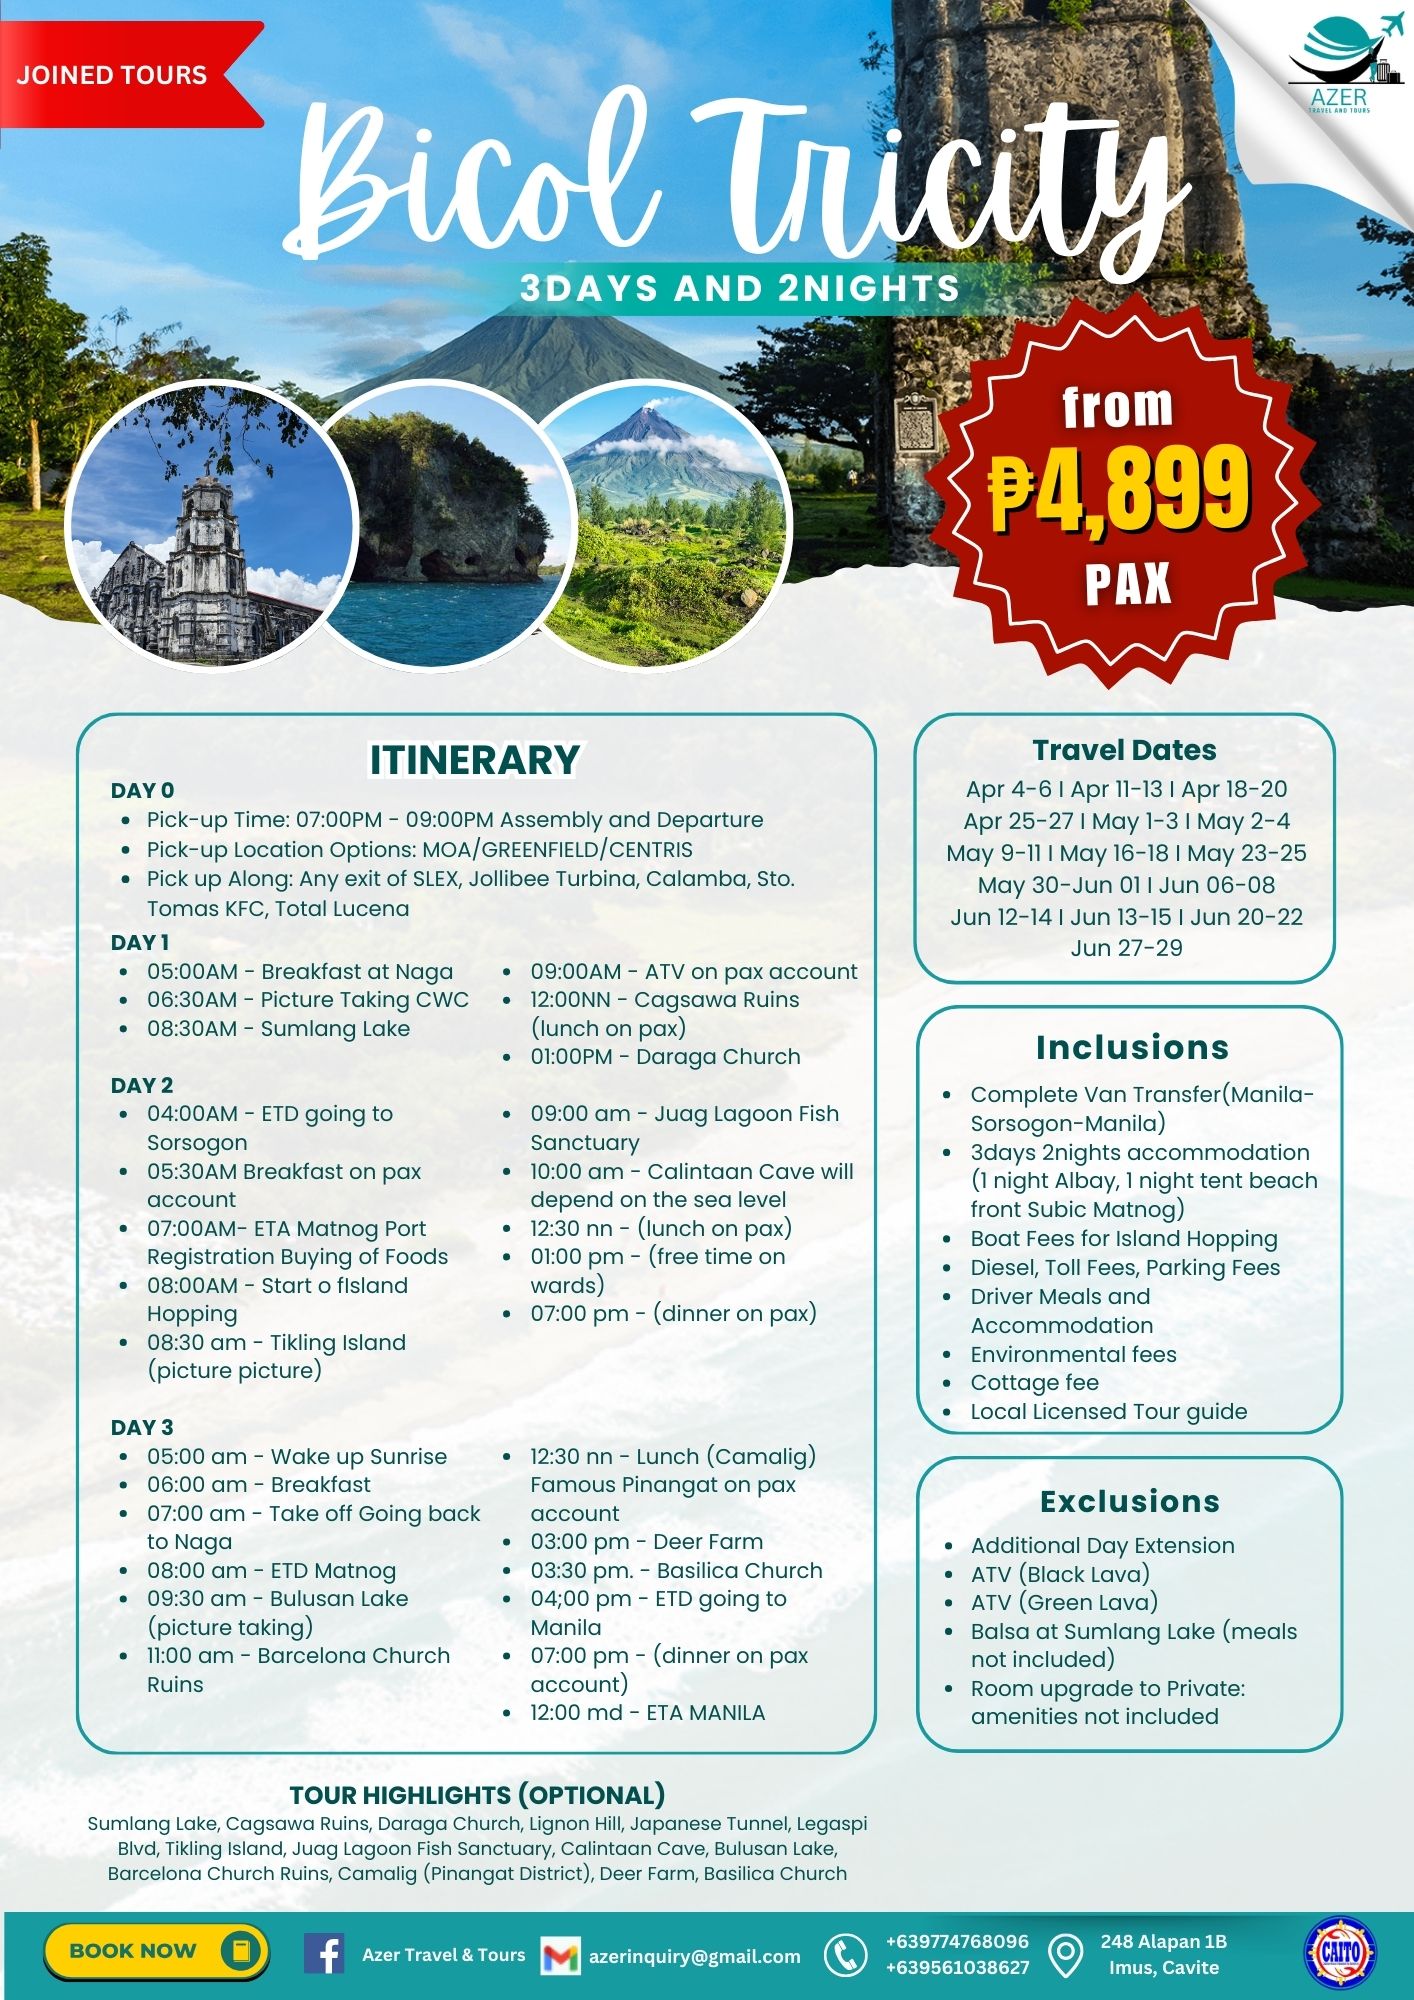 JOINED TOURS
AZER
TRAVEL AND TOURS
Bicol Tricity
3DAYS AND 2NIGHTS
from
₱4,899
PAX
ITINERARY
DAY 0
• Pick-up Time: 07:00PM - 09:00PM Assembly and Departure
• Pick-up Location Options: MOA/GREENFIELD/CENTRIS
• Pick up Along: Any exit of SLEX, Jollibee Turbina, Calamba, Sto.
Tomas KFC, Total Lucena
DAY 1
• 05:00AM - Breakfast at Naga
• 06:30AM - Picture Taking CWC
• 08:30AM - Sumlang Lake
• 09:00AM - ATV on pax account
• 12:00NN - Cagsawa Ruins
(lunch on pax)
• 01:00PM - Daraga Church
DAY 2
• 04:00AM - ETD going to
Sorsogon
• 05:30AM Breakfast on pax
account
• 07:00AM- ETA Matnog Port
Registration Buying of Foods
• 08:00AM - Start o fIsland
Hopping
• 08:30 am - Tikling Island
(picture picture)
• 09:00 am - Juag Lagoon Fish
Sanctuary
• 10:00 am - Calintaan Cave will
depend on the sea level
• 12:30 nn - (lunch on pax)
• 01:00 pm - (free time on
wards)
• 07:00 pm - (dinner on pax)
DAY 3
• 05:00 am - Wake up Sunrise
• 06:00 am - Breakfast
• 07:00 am - Take off Going back
to Naga
• 08:00 am - ETD Matnog
• 09:30 am - Bulusan Lake
(picture taking)
• 11:00 am - Barcelona Church
Ruins
• 12:30 nn - Lunch (Camalig)
Famous Pinangat on pax
account
• 03:00 pm - Deer Farm
• 03:30 pm. - Basilica Church
• 04;00 pm - ETD going to
Manila
• 07:00 pm - (dinner on pax
account)
• 12:00 md - ETA MANILA
Travel Dates
Apr 4-6 I Apr 11-13 I Apr 18-20
Apr 25-27 I May 1-3 I May 2-4
May 9-11 I May 16-18 I May 23-25
May 30-Jun 01 I Jun 06-08
Jun 12-14 I Jun 13-15 I Jun 20-22
Jun 27-29
Inclusions
• Complete Van Transfer(Manila-
Sorsogon-Manila)
• 3days 2nights accommodation
(1 night Albay, 1 night tent beach
front Subic Matnog)
• Boat Fees for Island Hopping
• Diesel, Toll Fees, Parking Fees
• Driver Meals and
Accommodation
• Environmental fees
• Cottage fee
• Local Licensed Tour guide
Exclusions
• Additional Day Extension
• ATV (Black Lava)
• ATV (Green Lava)
• Balsa at Sumlang Lake (meals
not included)
• Room upgrade to Private:
amenities not included
TOUR HIGHLIGHTS (OPTIONAL)
Sumlang Lake, Cagsawa Ruins, Daraga Church, Lignon Hill, Japanese Tunnel, Legaspi
Blvd, Tikling Island, Juag Lagoon Fish Sanctuary, Calintaan Cave, Bulusan Lake,
Barcelona Church Ruins, Camalig (Pinangat District), Deer Farm, Basilica Church
BOOK NOW
Azer Travel & Tours
azerinquiry@gmail.com
+639774768096
+639561038627
248 Alapan 1B
Imus, Cavite
CAITO